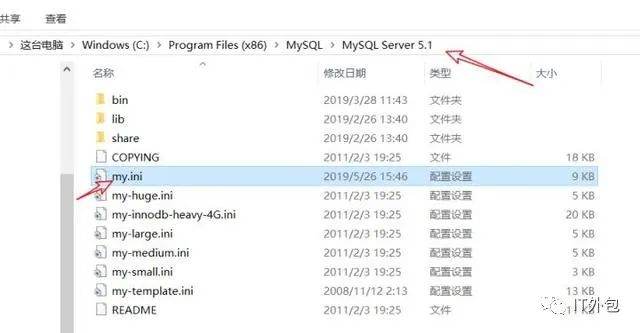 共享 查看
这台电脑 > Windows (C:) > Program Files (x86) > MySQL > MySQL Server 5.1
名称 修改日期 类型 大小
bin 2019/3/28 11:43 文件夹
lib 2019/2/26 13:40 文件夹
share 2019/2/26 13:40 文件夹
COPYING 2011/2/3 19:25 文件 18 KB
my.ini 2019/5/26 15:46 配置设置 9 KB
my-huge.ini 2011/2/3 19:25 配置设置 5 KB
my-innodb-heavy-4G.ini 2011/2/3 19:25 配置设置 20 KB
my-large.ini 2011/2/3 19:25 配置设置 5 KB
my-medium.ini 2011/2/3 19:25 配置设置 5 KB
my-small.ini 2011/2/3 19:25 配置设置 3 KB
my-template.ini 2008/11/12 2:13 配置设置 13 KB
README 2011/2/3 19:25 文件 KB
IT外包